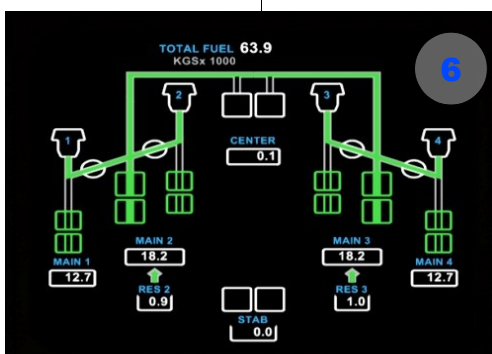 TOTAL FUEL 63.9
KGSx 1000
6
2
3
1
4
CENTER
0.1
MAIN 2
18.2
MAIN 3
18.2
MAIN 1
12.7
MAIN 4
12.7
RES 2
0.9
RES 3
1.0
STAB
0.0